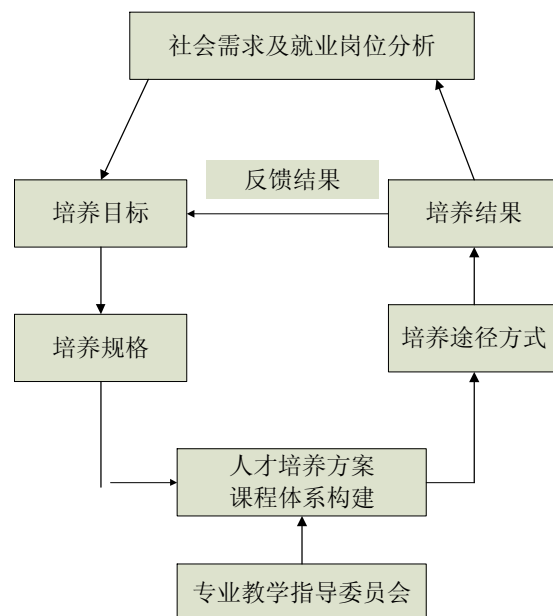 社会需求及就业岗位分析
反馈结果
培养目标
培养结果
培养规格
培养途径方式
人才培养方案
课程体系构建
专业教学指导委员会